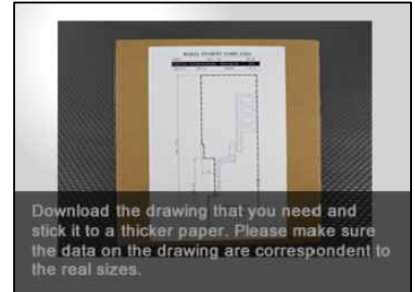 Download the drawing that you need and
stick it to a thicker paper. Please make sure
the data on the drawing are correspondent to
the real sizes.